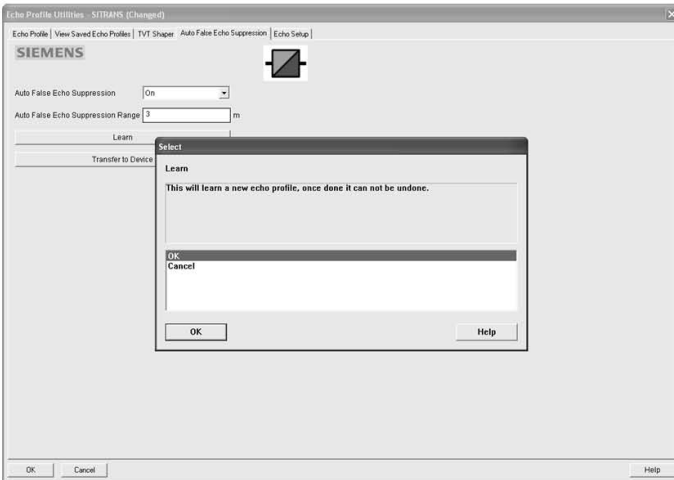 Echo Profile Utilities - SITRANS (Changed)
Echo Profile | View Saved Echo Profiles | TVT Shaper | Auto False Echo Suppression | Echo Setup |
SIEMENS
Auto False Echo Suppression On
Auto False Echo Suppression Range 3 m
Learn
Transfer to Device
Select
Learn
This will learn a new echo profile, once done it can not be undone.
OK
Cancel
OK Help
OK Cancel Help